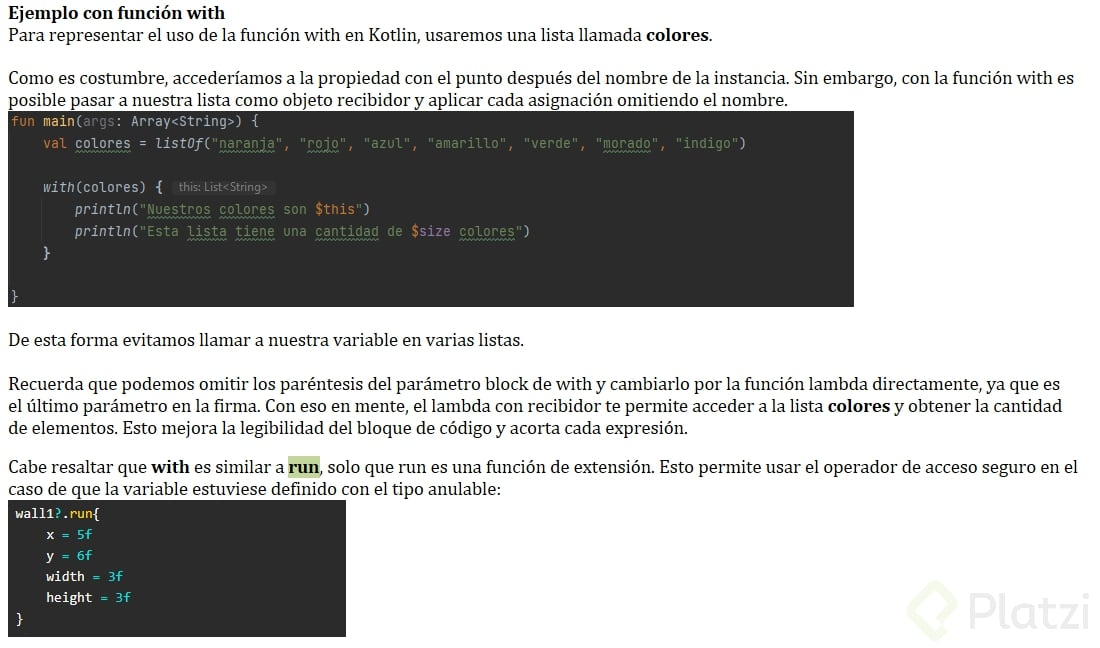 Ejemplo con función with
Para representar el uso de la función with en Kotlin, usaremos una lista llamada colores.
Como es costumbre, accederíamos a la propiedad con el punto después del nombre de la instancia. Sin embargo, con la función with es
posible pasar a nuestra lista como objeto recibidor y aplicar cada asignación omitiendo el nombre.
fun main(args: Array<String>) {
val colores = listOf("naranja", "rojo", "azul", "amarillo", "verde", "morado", "indigo")
with(colores) { this: List<String>
println("Nuestros colores son $this")
println("Esta lista tiene una cantidad de $size colores")
}
}
De esta forma evitamos llamar a nuestra variable en varias listas.
Recuerda que podemos omitir los paréntesis del parámetro block de with y cambiarlo por la función lambda directamente, ya que es
el último parámetro en la firma. Con eso en mente, el lambda con recibidor te permite acceder a la lista colores y obtener la cantidad
de elementos. Esto mejora la legibilidad del bloque de código y acorta cada expresión.
Cabe resaltar que with es similar a run, solo que run es una función de extensión. Esto permite usar el operador de acceso seguro en el
caso de que la variable estuviese definido con el tipo anulable:
wall1?.run{
x = 5f
y = 6f
width = 3f
height = 3f
}
Platzi